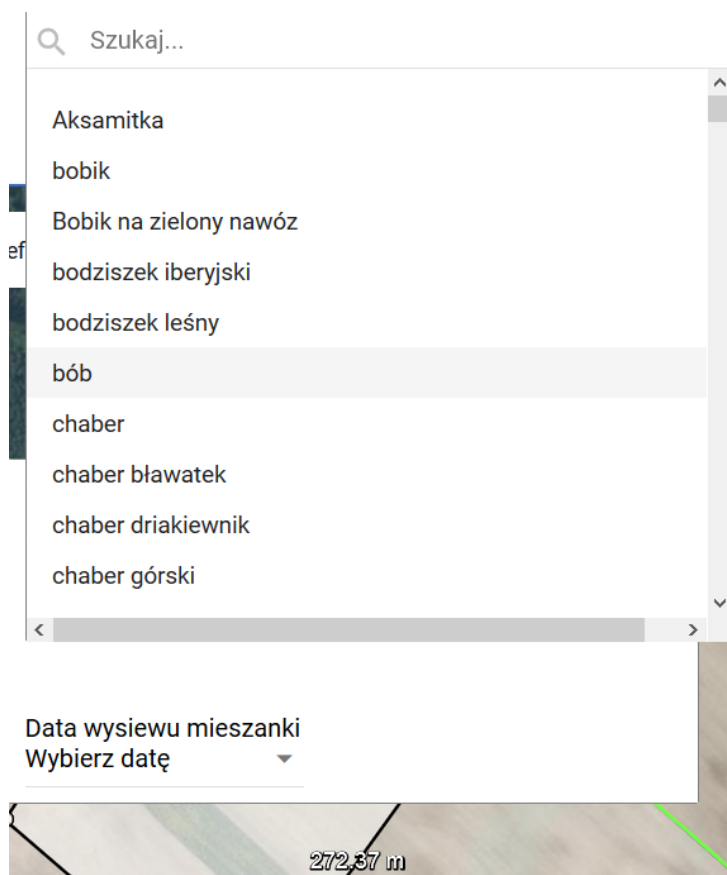 Szukaj...
Aksamitka
bobik
Bobik na zielony nawóz
ef
bodziszek iberyjski
bodziszek leśny
bób
chaber
chaber bławatek
chaber driakiewnik
chaber górski
Data wysiewu mieszanki
Wybierz datę
272,37 m